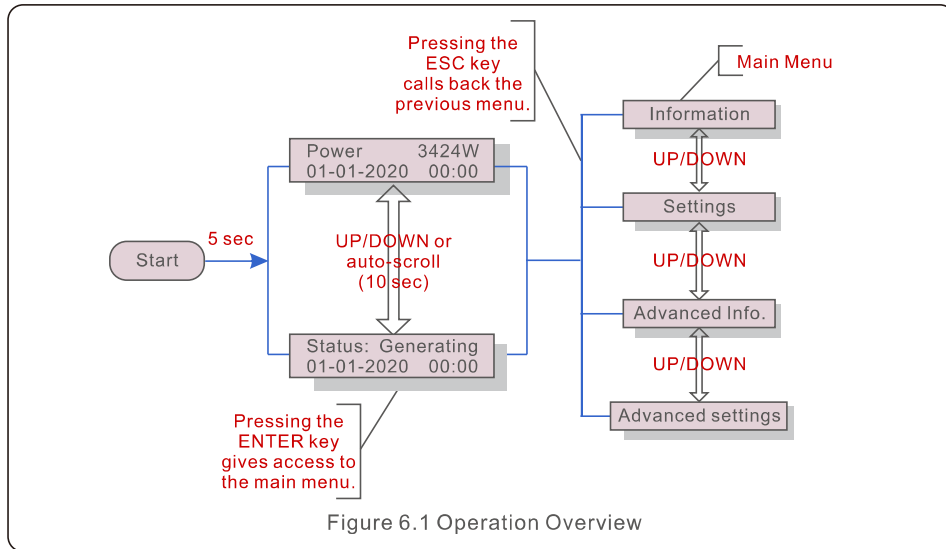 Pressing the
ESC key
calls back the
previous menu.
Main Menu
Information
UP/DOWN
Settings
UP/DOWN
Advanced Info.
UP/DOWN
Advanced settings
Power 3424W
01-01-2020 00:00
5 sec
Start
UP/DOWN or
auto-scroll
(10 sec)
Status: Generating
01-01-2020 00:00
Pressing the
ENTER key
gives access to
the main menu.
Figure 6.1 Operation Overview